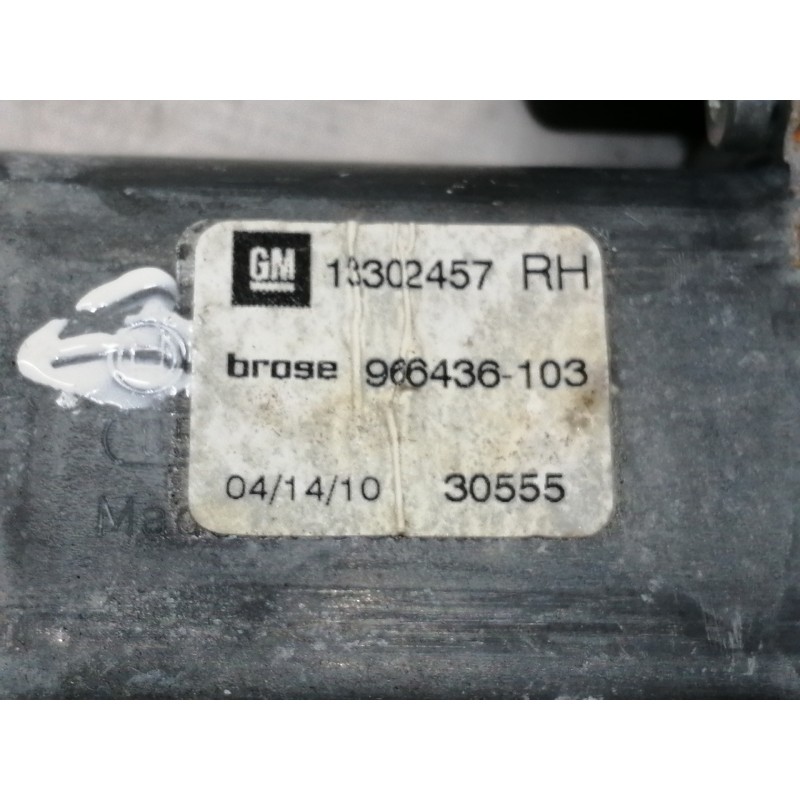 GM 13302457 RH
brose 966436-103
04/14/10 30555